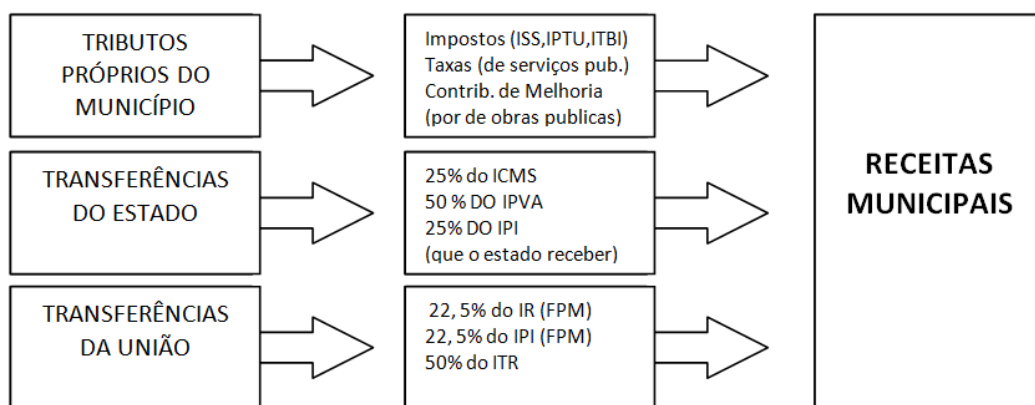 TRIBUTOS
PRÓPRIOS DO
MUNICÍPIO
Impostos (ISS,IPTU,ITBI)
Taxas (de serviços pub.)
Contrib. de Melhoria
(por de obras publicas)
TRANSFERÊNCIAS
DO ESTADO
25% do ICMS
50 % DO IPVA
25% DO IPI
(que o estado receber)
TRANSFERÊNCIAS
DA UNIÃO
22, 5% do IR (FPM)
22, 5% do IPI (FPM)
50% do ITR
RECEITAS
MUNICIPAIS